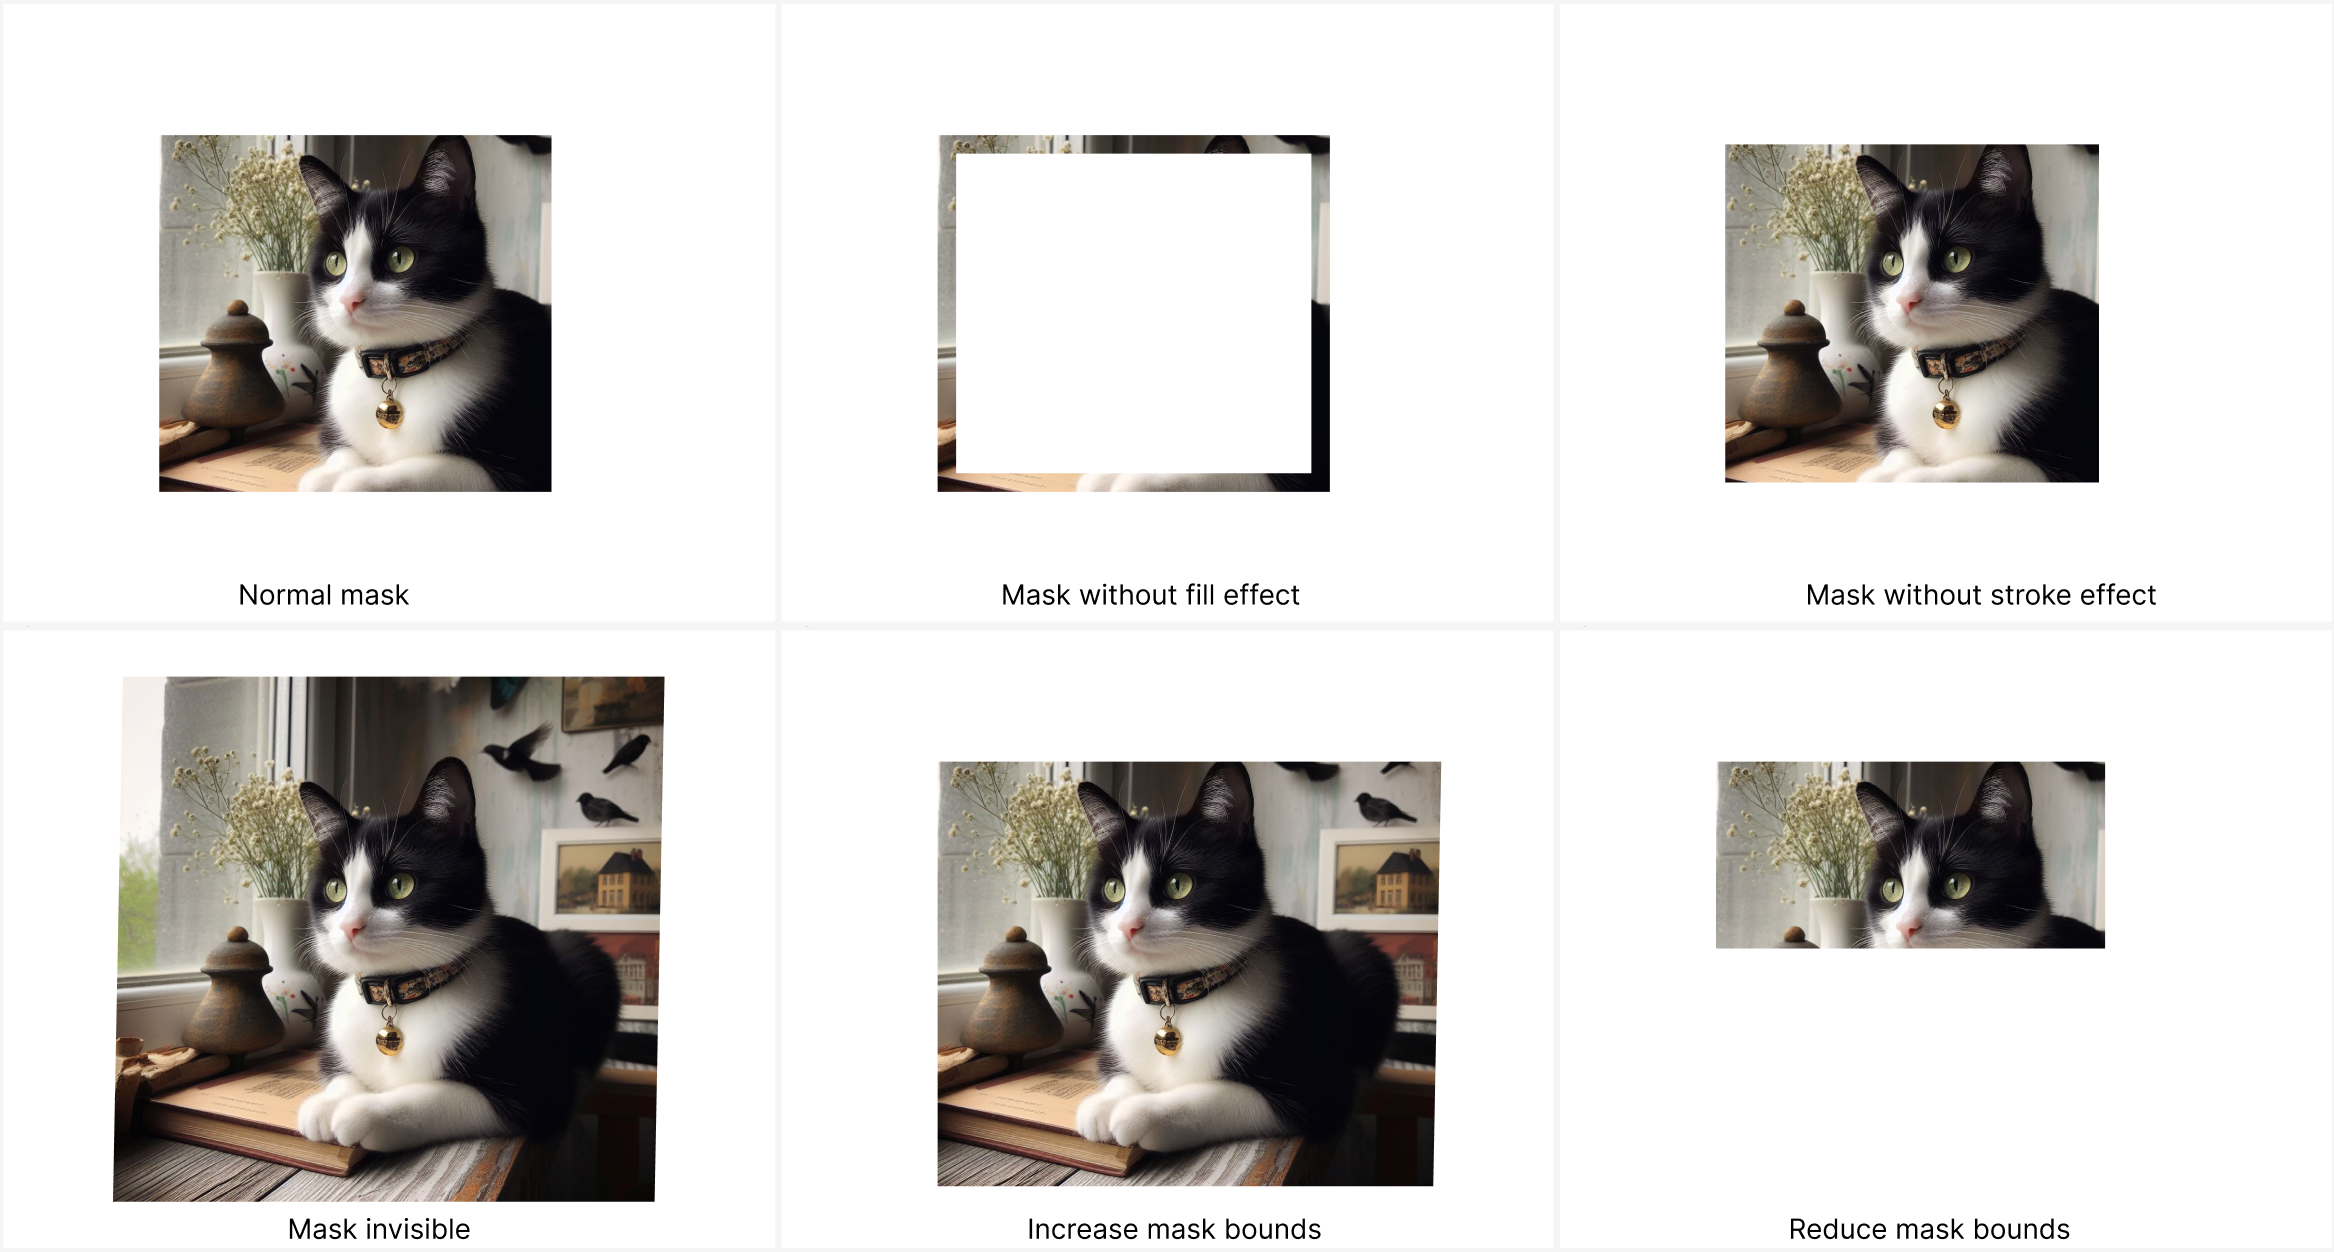 Normal mask
Mask without fill effect
Mask without stroke effect
Mask invisible
Increase mask bounds
Reduce mask bounds